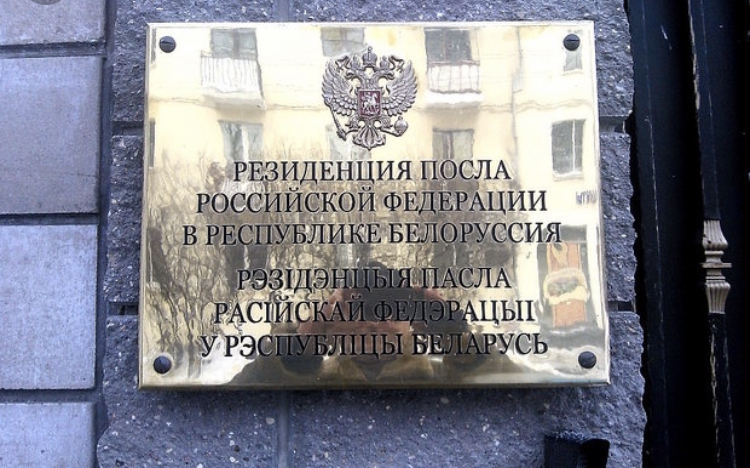 РЕЗИДЕНЦИЯ ПОСЛА
РОССИЙСКОЙ ФЕДЕРАЦИИ
В РЕСПУБЛИКЕ БЕЛОРУССИЯ
РЭЗІДЭНЦЫЯ ПАСЛА
РАСІЙСКАЙ ФЕДЭРАЦЫІ
У РЭСПУБЛІЦЫ БЕЛАРУСЬ